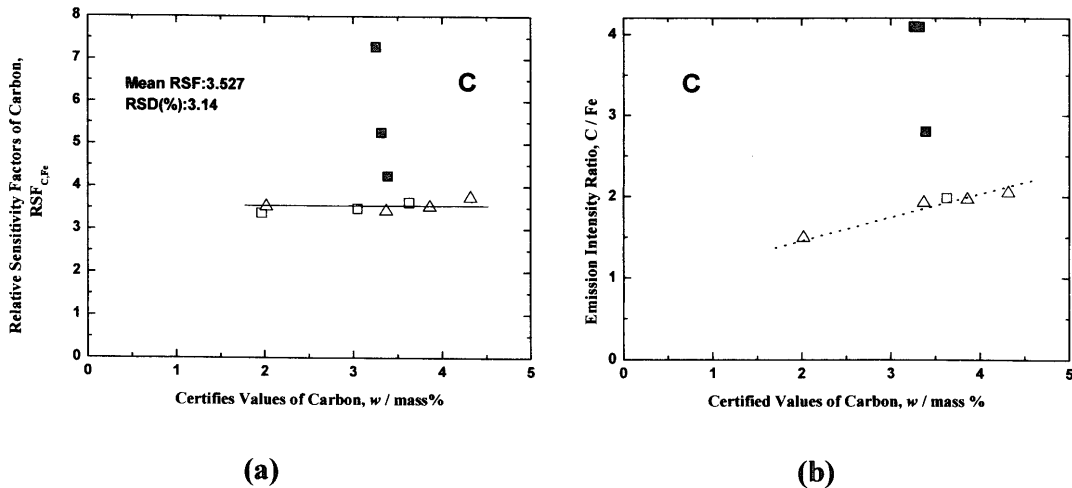 8
7
6
5
4
3
2
1
0
Relative Sensitivity Factors of Carbon,
RSF C,Fe
Mean RSF:3.527
RSD(%):3.14
C
0 1 2 3 4 5
Certifies Values of Carbon, w / mass%
(a)
4
3
2
1
0
Emission Intensity Ratio, C / Fe
C
0 1 2 3 4 5
Certified Values of Carbon, w / mass %
(b)